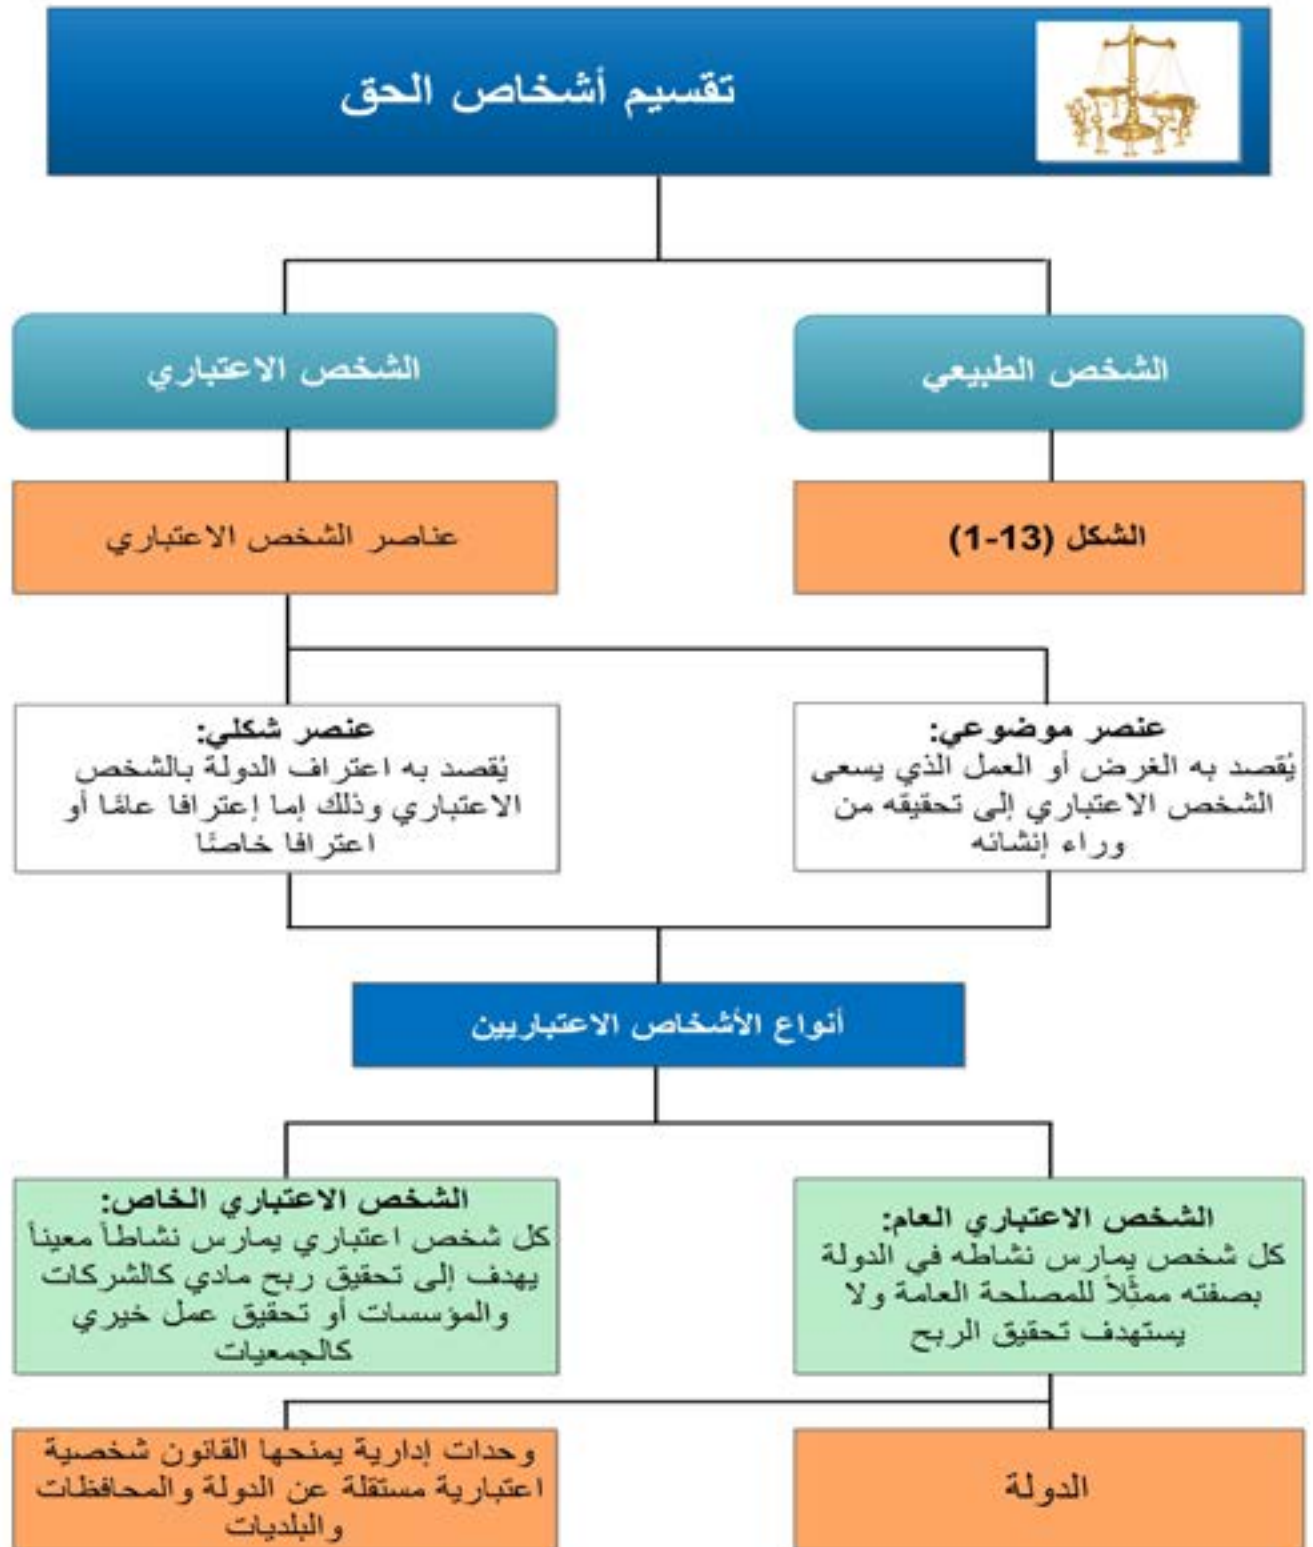 تقسيم أشخاص الحق
الشخص الطبيعي
الشخص الاعتباري
الشكل (13-1)
عناصر الشخص الاعتباري
عنصر موضوعي:
يُقصد به الغرض أو العمل الذي يسعى
الشخص الاعتباري إلى تحقيقه من
وراء إنشائه
عنصر شكلي:
يُقصد به اعتراف الدولة بالشخص
الاعتباري وذلك إما إعترافا عامًا أو
اعترافا خاصًا
أنواع الأشخاص الاعتباريين
الشخص الاعتباري العام:
كل شخص يمارس نشاطه في الدولة
بصفته ممثِّلاً للمصلحة العامة ولا
يستهدف تحقيق الربح
الشخص الاعتباري الخاص:
كل شخص اعتباري يمارس نشاطاً معيناً
يهدف إلى تحقيق ربح مادي كالشركات
والمؤسسات أو تحقيق عمل خيري
كالجمعيات
الدولة
وحدات إدارية يمنحها القانون شخصية
اعتبارية مستقلة عن الدولة والمحافظات
والبلديات